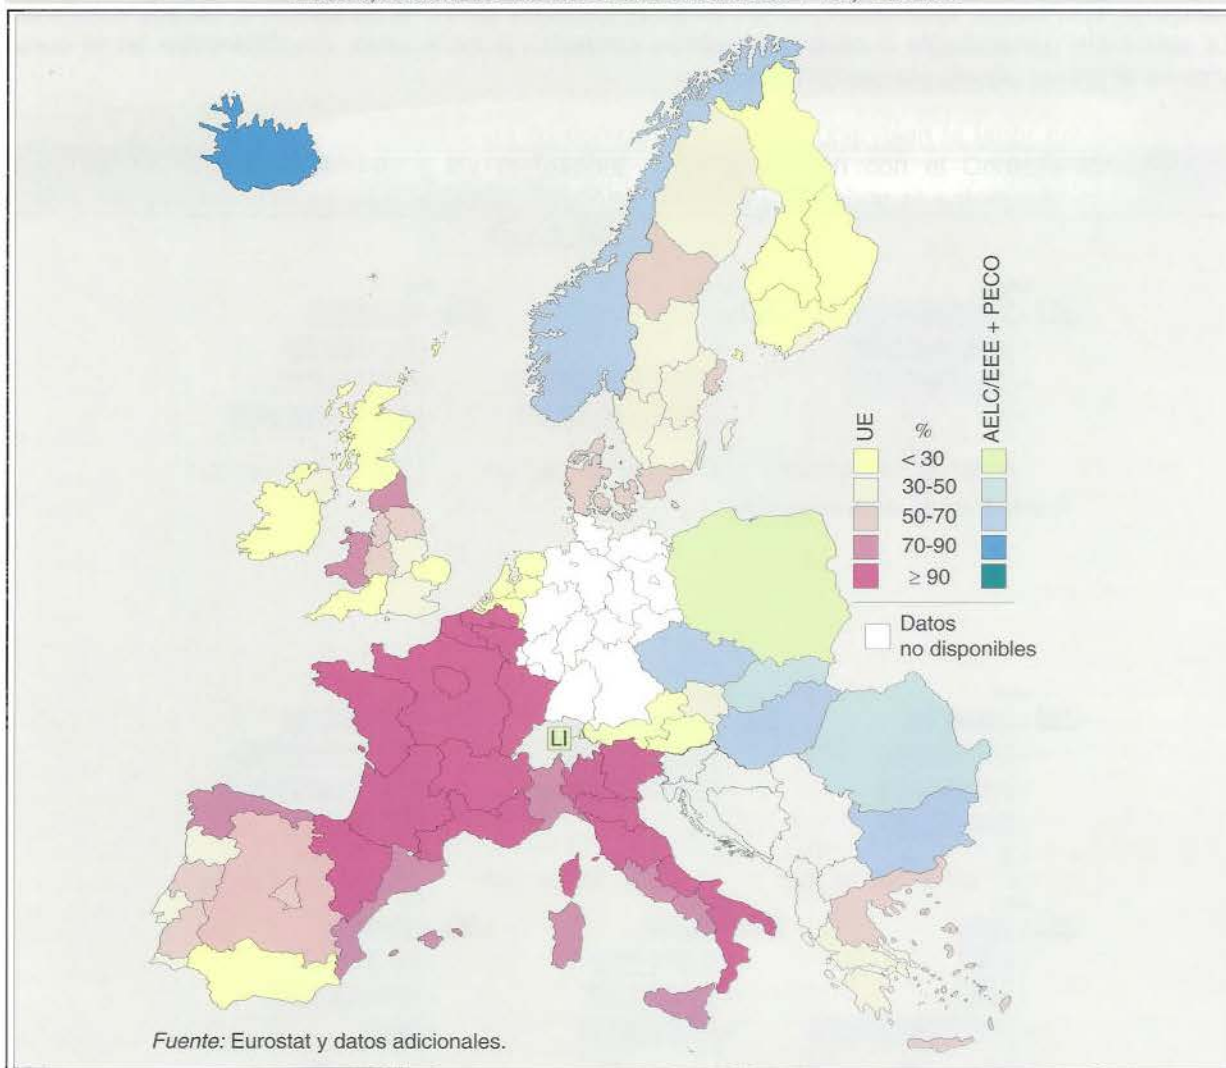 UE
%
AELC/EEE + PECO
< 30
30-50
50-70
70-90
≥ 90
Datos
no disponibles
LI
Fuente: Eurostat y datos adicionales.